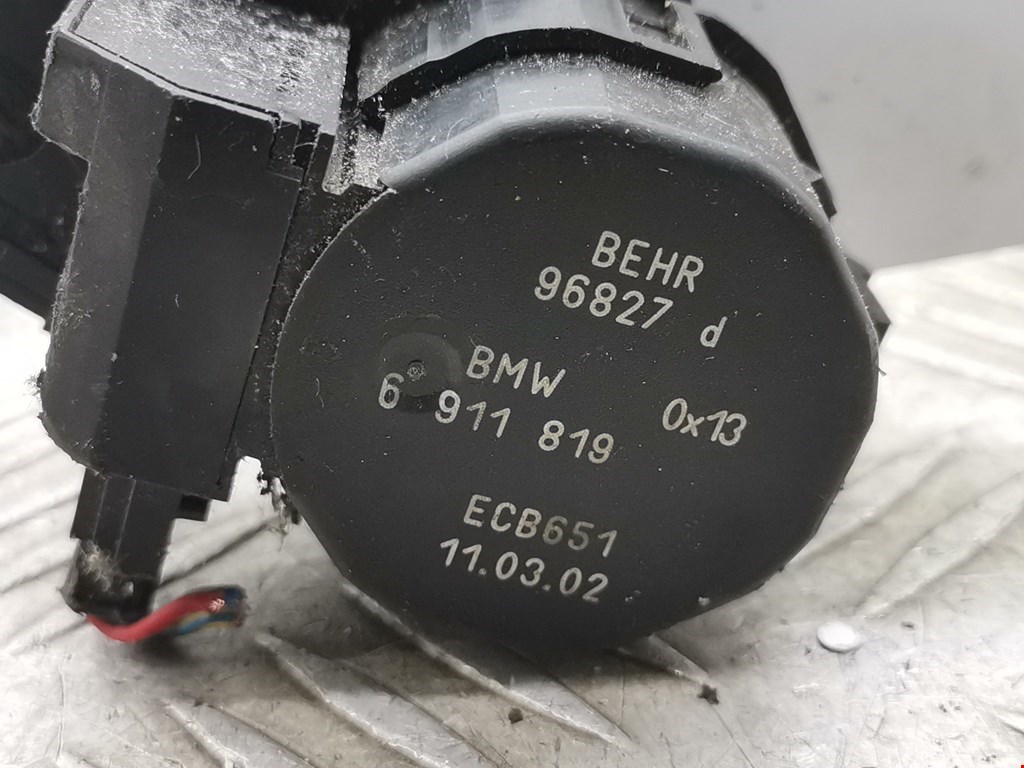 BEHR
96827 d
BMW
6 911 819 0x13
ECB651
11.03.02